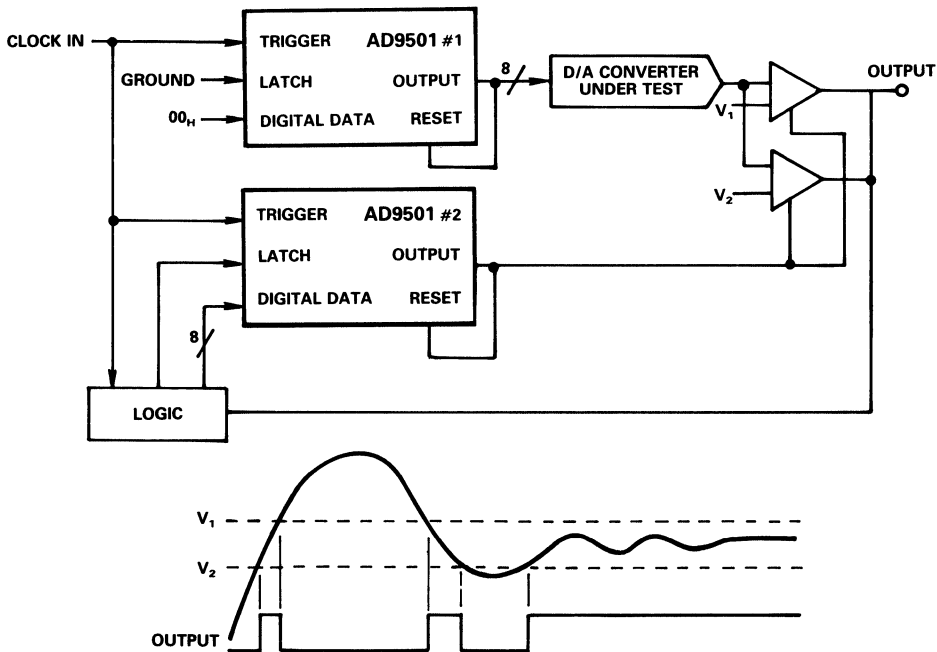 CLOCK IN
TRIGGER AD9501 #1
GROUND
LATCH OUTPUT
00H
DIGITAL DATA RESET
8
D/A CONVERTER
UNDER TEST
OUTPUT
V1
V2
TRIGGER AD9501 #2
LATCH OUTPUT
DIGITAL DATA RESET
8
LOGIC
V1
V2
OUTPUT